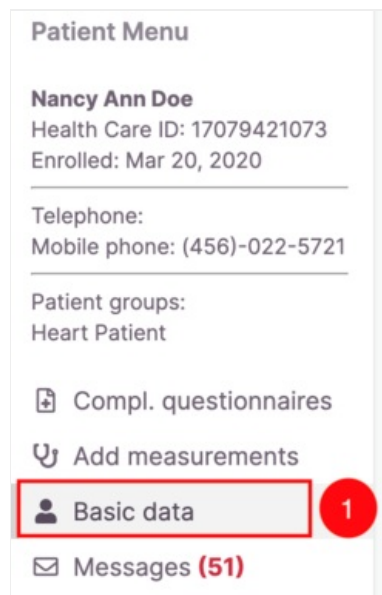 Patient Menu
Nancy Ann Doe
Health Care ID: 17079421073
Enrolled: Mar 20, 2020
Telephone:
Mobile phone: (456)-022-5721
Patient groups:
Heart Patient
Compl. questionnaires
Add measurements
Basic data
1
Messages (51)